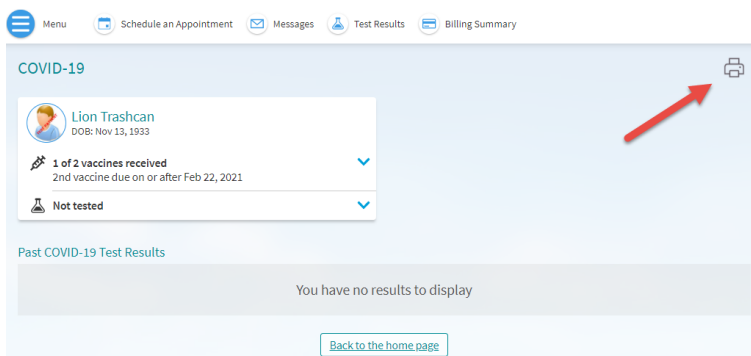 Menu Schedule an Appointment Messages Test Results Billing Summary
COVID-19
Lion Trashcan
DOB: Nov 13, 1933
1 of 2 vaccines received
2nd vaccine due on or after Feb 22, 2021
Not tested
Past COVID-19 Test Results
You have no results to display
Back to the home page